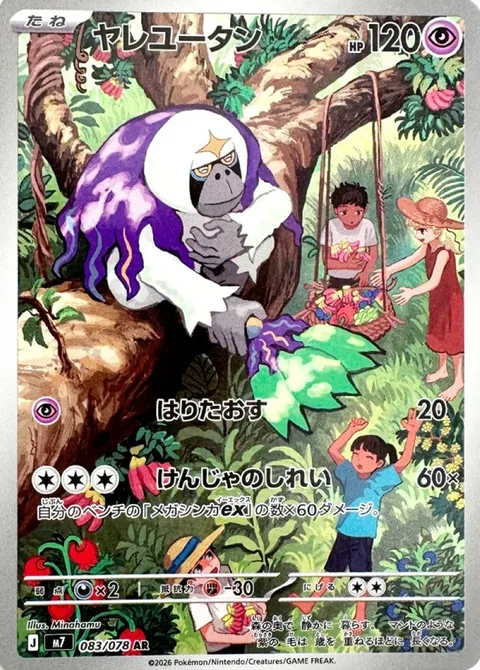 たね ヤレユータン HP120
はりたおす 20
けんじゃのしれい 60×
自分のベンチの「メガシンカex」の数×60ダメージ。
弱点 ×2 抵抗力 -30 にげる
Illus. Minahamu
J M7 083/078 AR
森の奥で 静かに 暮らす。 マントのような
紫の 毛は 歳を 重ねるほどに 長くなる。
©2026 Pokémon/Nintendo/Creatures/GAME FREAK.